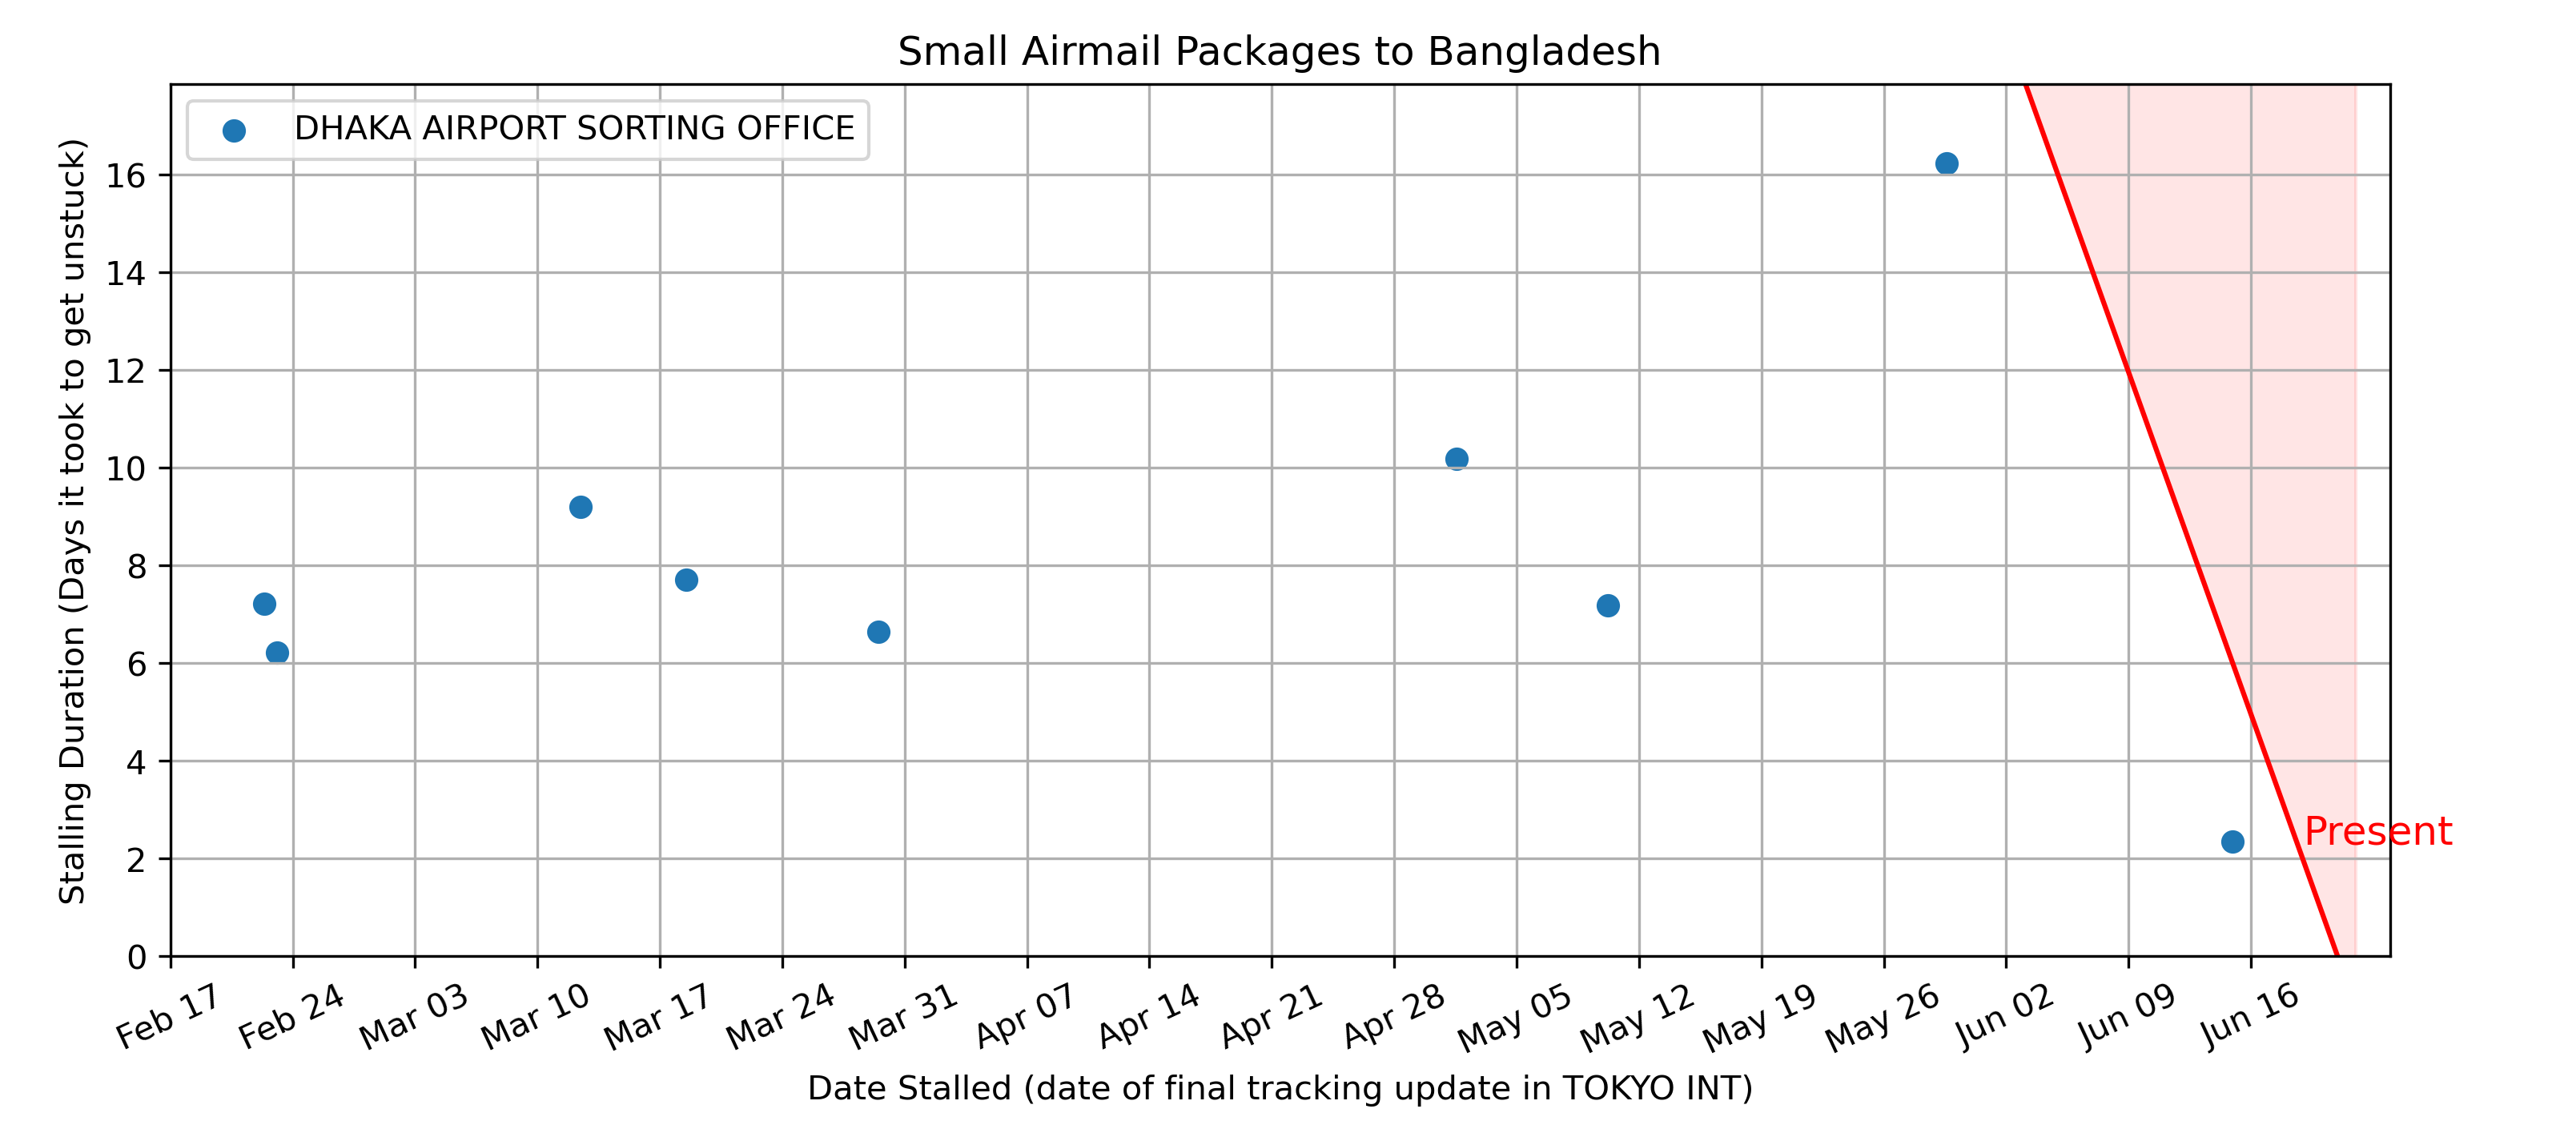 Small Airmail Packages to Bangladesh
DHAKA AIRPORT SORTING OFFICE
Stalling Duration (Days it took to get unstuck)
16
14
12
10
8
6
4
2
0
Present
Feb 17
Feb 24
Mar 03
Mar 10
Mar 17
Mar 24
Mar 31
Apr 07
Apr 14
Apr 21
Apr 28
May 05
May 12
May 19
May 26
Jun 02
Jun 09
Jun 16
Date Stalled (date of final tracking update in TOKYO INT)